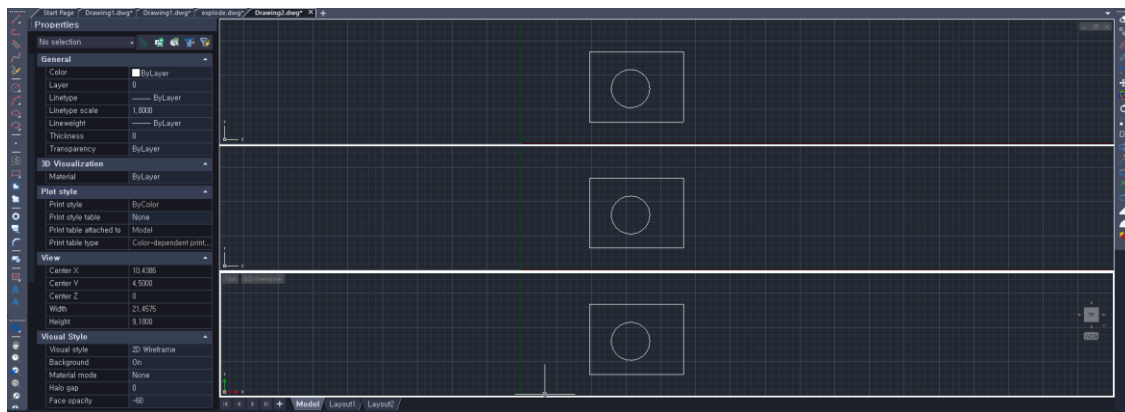 Start Page Drawing1.dwg* Drawing1.dwg* explode.dwg* Drawing2.dwg* × +
Properties
No selection
General
Color ByLayer
Layer 0
Linetype ByLayer
Linetype scale 1,0000
Lineweight ByLayer
Thickness 0
Transparency ByLayer
3D Visualization
Material ByLayer
Plot style
Print style ByColor
Print style table None
Print table attached to Model
Print table type Color-dependent print...
View
Center X 10,4386
Center Y 4,5000
Center Z 0
Width 21,4575
Height 9,1800
Visual Style
Visual style 2D Wireframe
Background On
Material mode None
Halo gap 0
Face opacity -60
Top 2D Wireframe
Model Layout1 Layout2